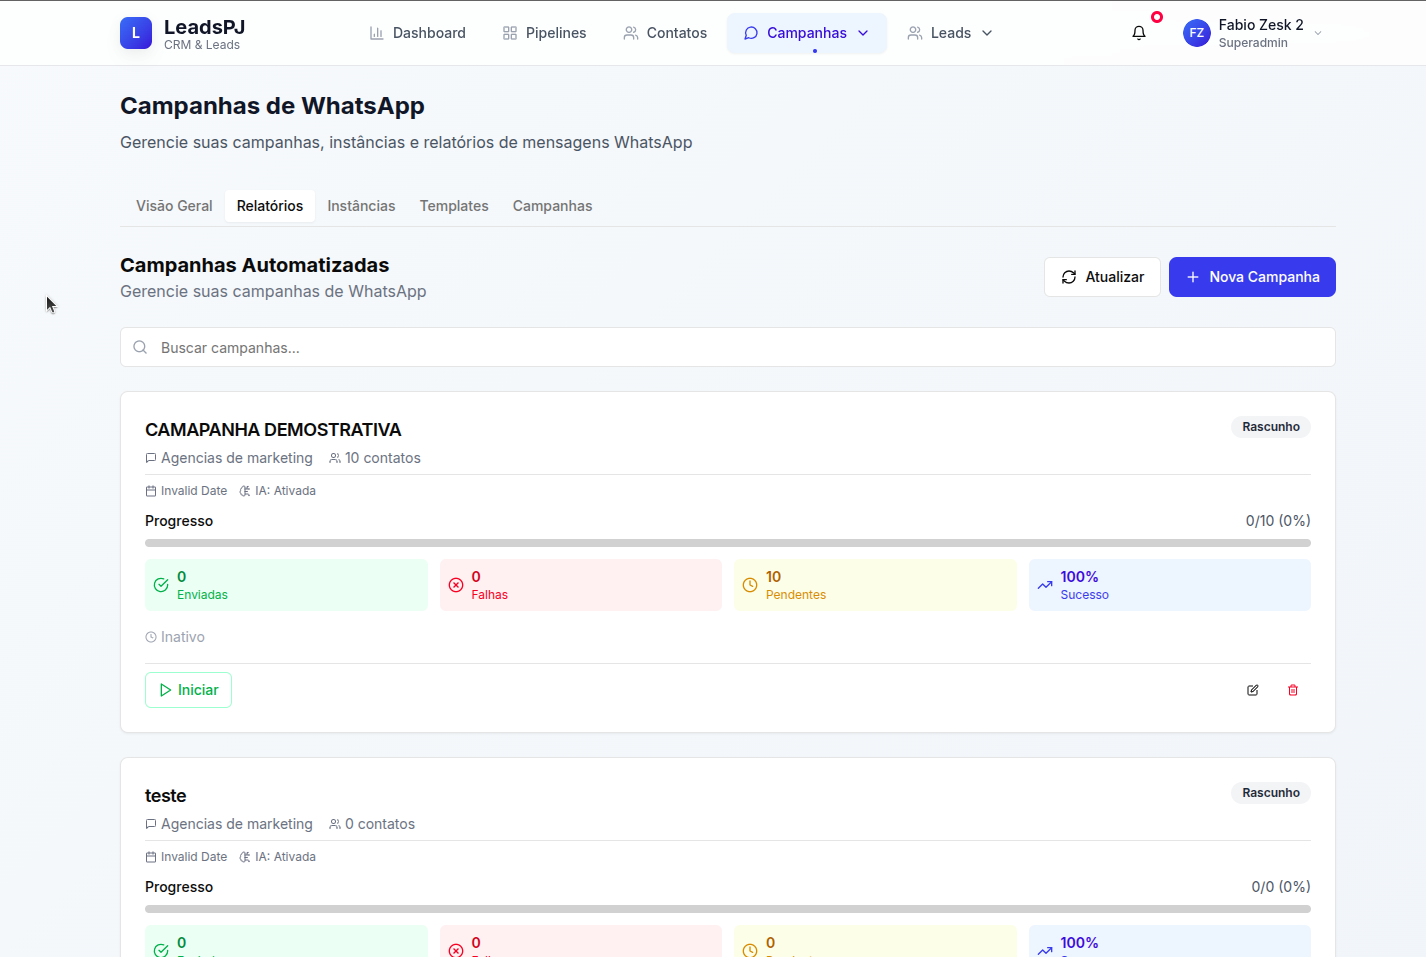 L
LeadsPJ
CRM & Leads
Dashboard
Pipelines
Contatos
Campanhas
Leads
FZ
Fabio Zesk 2
Superadmin
Campanhas de WhatsApp
Gerencie suas campanhas, instâncias e relatórios de mensagens WhatsApp
Visão Geral
Relatórios
Instâncias
Templates
Campanhas
Campanhas Automatizadas
Gerencie suas campanhas de WhatsApp
Atualizar
Nova Campanha
Buscar campanhas...
CAMAPANHA DEMOSTRATIVA
Rascunho
Agencias de marketing
10 contatos
Invalid Date
IA: Ativada
Progresso
0/10 (0%)
0
Enviadas
0
Falhas
10
Pendentes
100%
Sucesso
Inativo
Iniciar
teste
Rascunho
Agencias de marketing
0 contatos
Invalid Date
IA: Ativada
Progresso
0/0 (0%)
0
0
0
100%